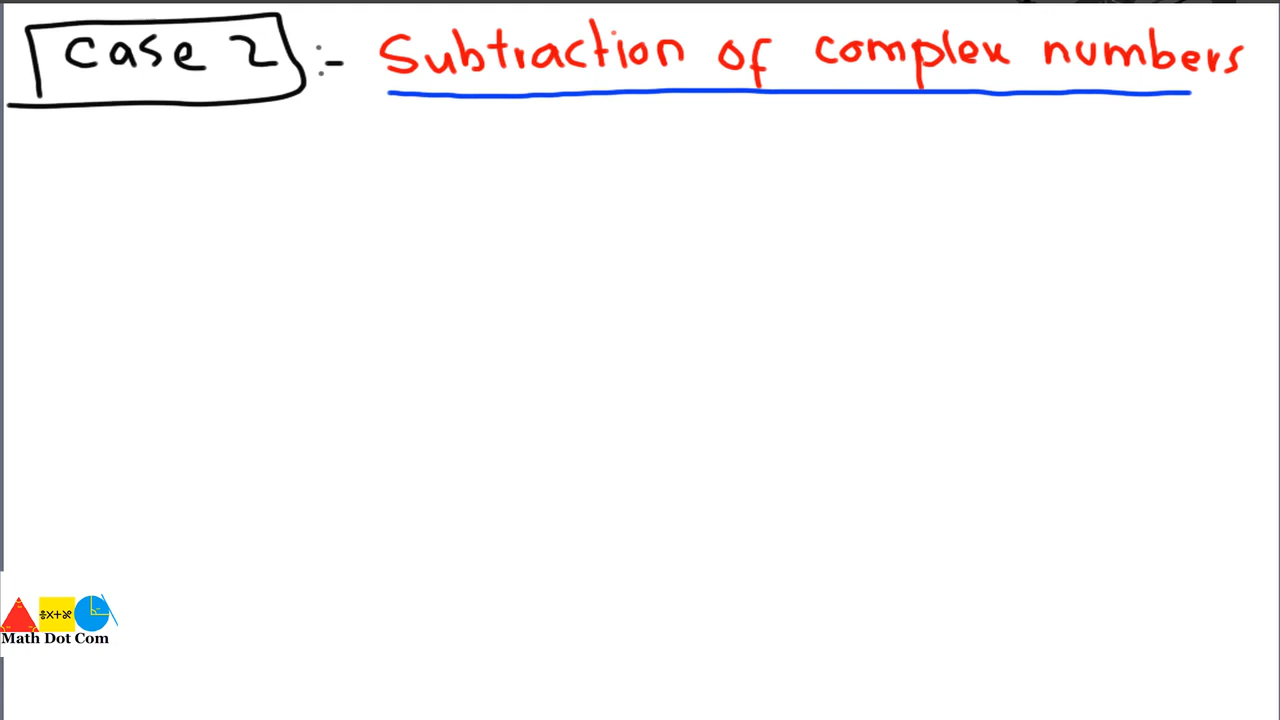 Case 2 :- Subtraction of complex numbers
÷x+
Math Dot Com